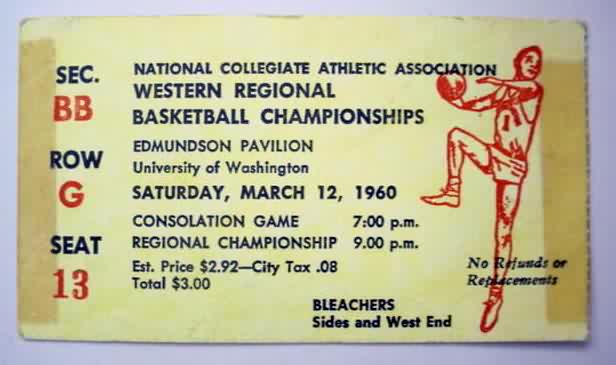 SEC.
BB
ROW
G
SEAT
13
NATIONAL COLLEGIATE ATHLETIC ASSOCIATION
WESTERN REGIONAL
BASKETBALL CHAMPIONSHIPS
EDMUNDSON PAVILION
University of Washington
SATURDAY, MARCH 12, 1960
CONSOLATION GAME 7:00 p.m.
REGIONAL CHAMPIONSHIP 9.00 p.m.
Est. Price $2.92—City Tax .08
Total $3.00
No Refunds or
Replacements
BLEACHERS
Sides and West End